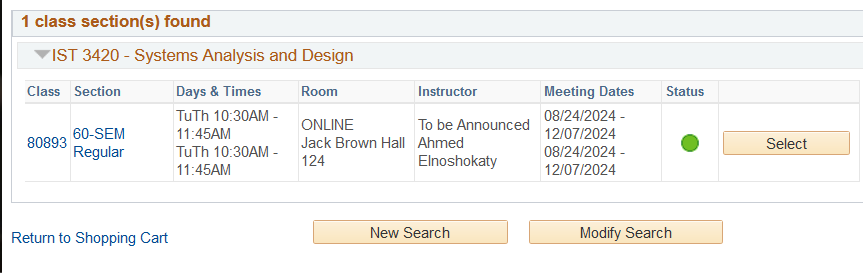 1 class section(s) found
IST 3420 - Systems Analysis and Design
Class Section Days & Times Room Instructor Meeting Dates Status
80893
60-SEM
Regular
TuTh 10:30AM -
11:45AM
TuTh 10:30AM -
11:45AM
ONLINE
Jack Brown Hall
124
To be Announced
Ahmed
Elnoshokaty
08/24/2024 -
12/07/2024
08/24/2024 -
12/07/2024
Select
Return to Shopping Cart
New Search
Modify Search